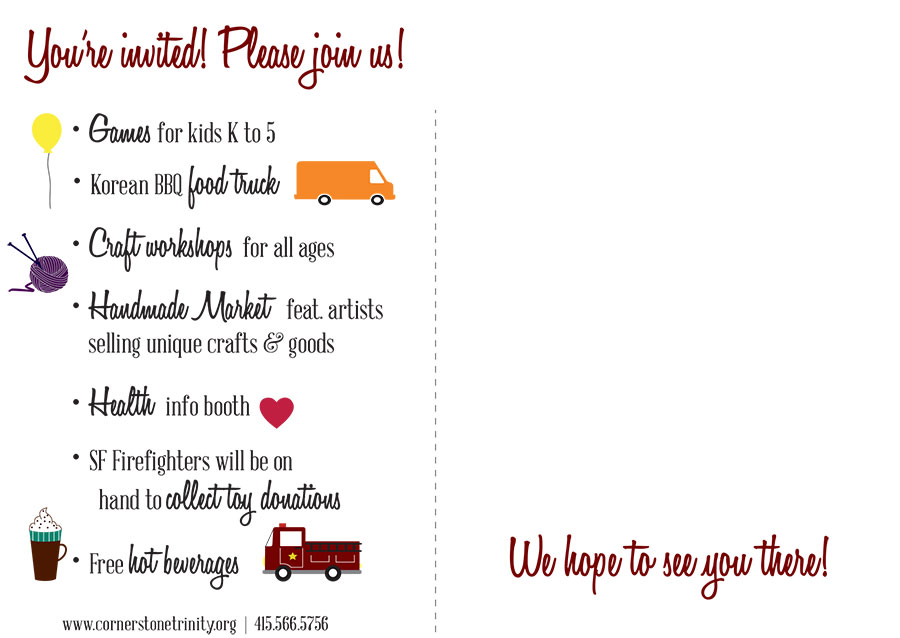 You're invited! Please join us!
• Games for kids K to 5
• Korean BBQ food truck
• Craft workshops for all ages
• Handmade Market feat. artists
selling unique crafts & goods
• Health info booth
• SF Firefighters will be on
hand to collect toy donations
• Free hot beverages
www.cornerstonetrinity.org | 415.566.5756
We hope to see you there!